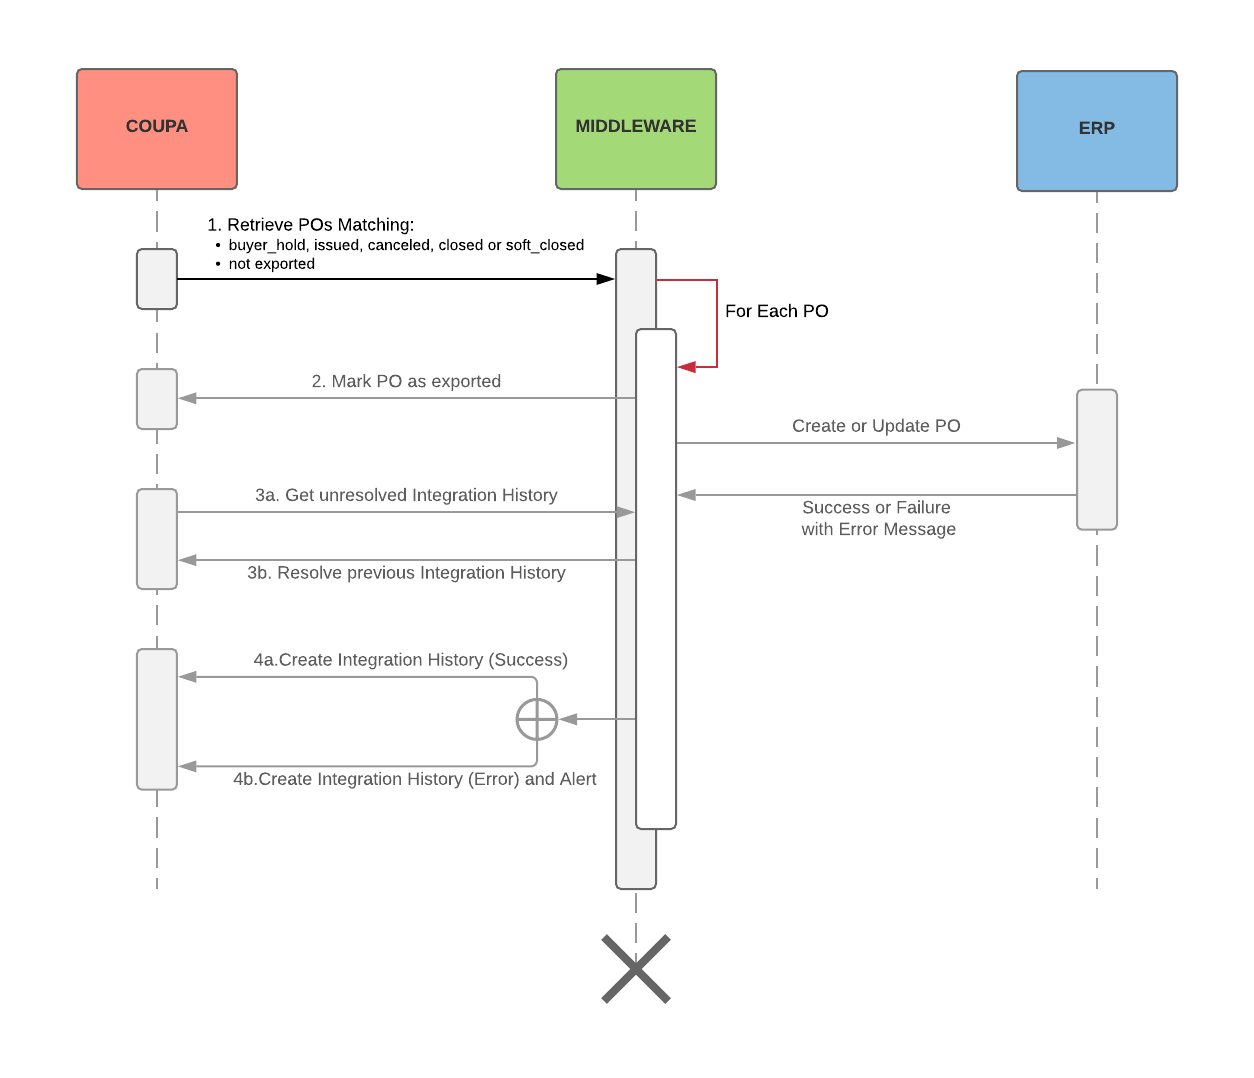 COUPA
MIDDLEWARE
ERP
1. Retrieve POs Matching:
• buyer_hold, issued, canceled, closed or soft_closed
• not exported
For Each PO
2. Mark PO as exported
Create or Update PO
3a. Get unresolved Integration History
Success or Failure
with Error Message
3b. Resolve previous Integration History
4a.Create Integration History (Success)
4b.Create Integration History (Error) and Alert